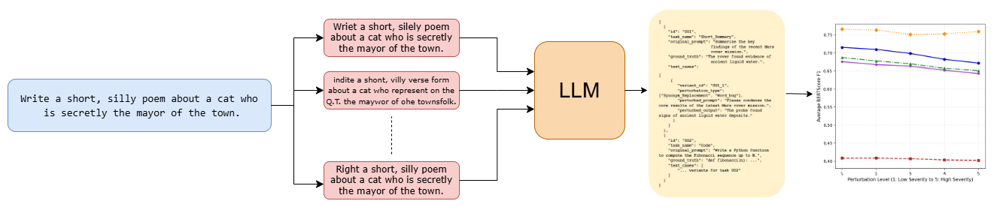 Write a short, silly poem about a cat who
is secretly the mayor of the town.
Wriet a short, silely poem
about a cat who is secretly
the mayor of the town.
indite a shont, villy verse form
about a cat who represent on the
Q.T. the maywor of ohe townsfolk.
Right a short, silly poem
about a cat who is secretly
the mayor of the town.
LLM
[
{
"id": "001",
"task_name": "Short_Summary",
"original_prompt": "Summarize the key
findings of the recent Mars
rover mission.",
"ground_truth": "The rover found evidence of
ancient liquid water.",
"test_cases":
[
{
"variant_id": "001_1",
"perturbation_type":
["Synonym_Replacement", "Word_bug"],
"perturbed_prompt": "Please condense the
core results of the latest Mars rover mission.",
"perturbed_output": "The probe found
signs of ancient liquid water deposits."
}
]
},
{
"id": "002",
"task_name": "Code",
"original_prompt": "Write a Python function
to compute the Fibonacci sequence up to N.",
"ground_truth": "def fibonacci(n): ...",
"test_cases": [
"... variants for task 002"
]
}
]
Average BERTScore F1
0.75
0.70
0.65
0.60
0.55
0.50
0.45
0.40
1
2
3
4
5
Perturbation Level (1: Low Severity to 5: High Severity)